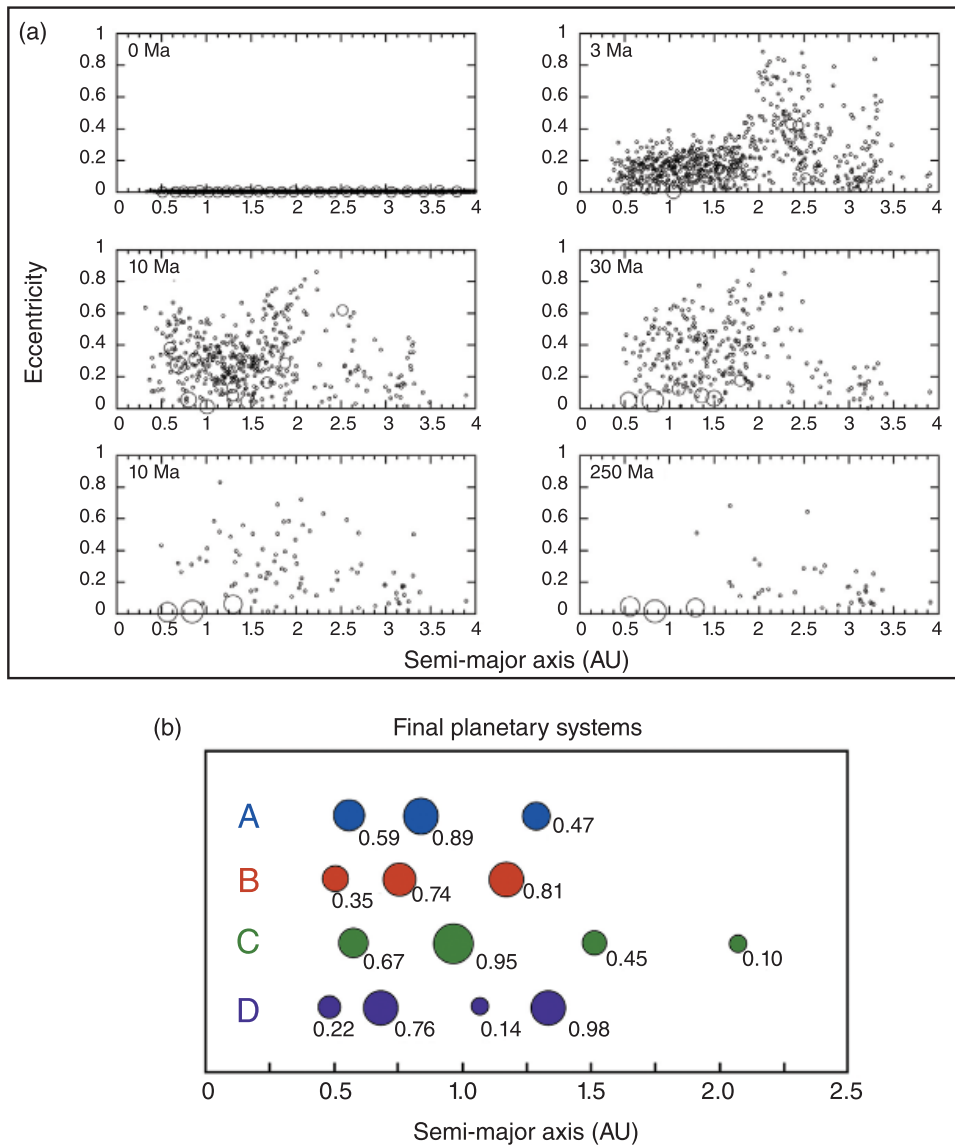 (a)
0 Ma
3 Ma
1
0.8
0.6
0.4
0.2
0
0 0.5 1 1.5 2 2.5 3 3.5 4
1
0.8
0.6
0.4
0.2
0
0 0.5 1 1.5 2 2.5 3 3.5 4
Eccentricity
10 Ma
30 Ma
1
0.8
0.6
0.4
0.2
0
0 0.5 1 1.5 2 2.5 3 3.5 4
1
0.8
0.6
0.4
0.2
0
0 0.5 1 1.5 2 2.5 3 3.5 4
10 Ma
250 Ma
1
0.8
0.6
0.4
0.2
0
0 0.5 1 1.5 2 2.5 3 3.5 4
1
0.8
0.6
0.4
0.2
0
0 0.5 1 1.5 2 2.5 3 3.5 4
Semi-major axis (AU)
(b)
Final planetary systems
A
0.59 0.89 0.47
B
0.35 0.74 0.81
C
0.67 0.95 0.45 0.10
D
0.22 0.76 0.14 0.98
0 0.5 1.0 1.5 2.0 2.5
Semi-major axis (AU)